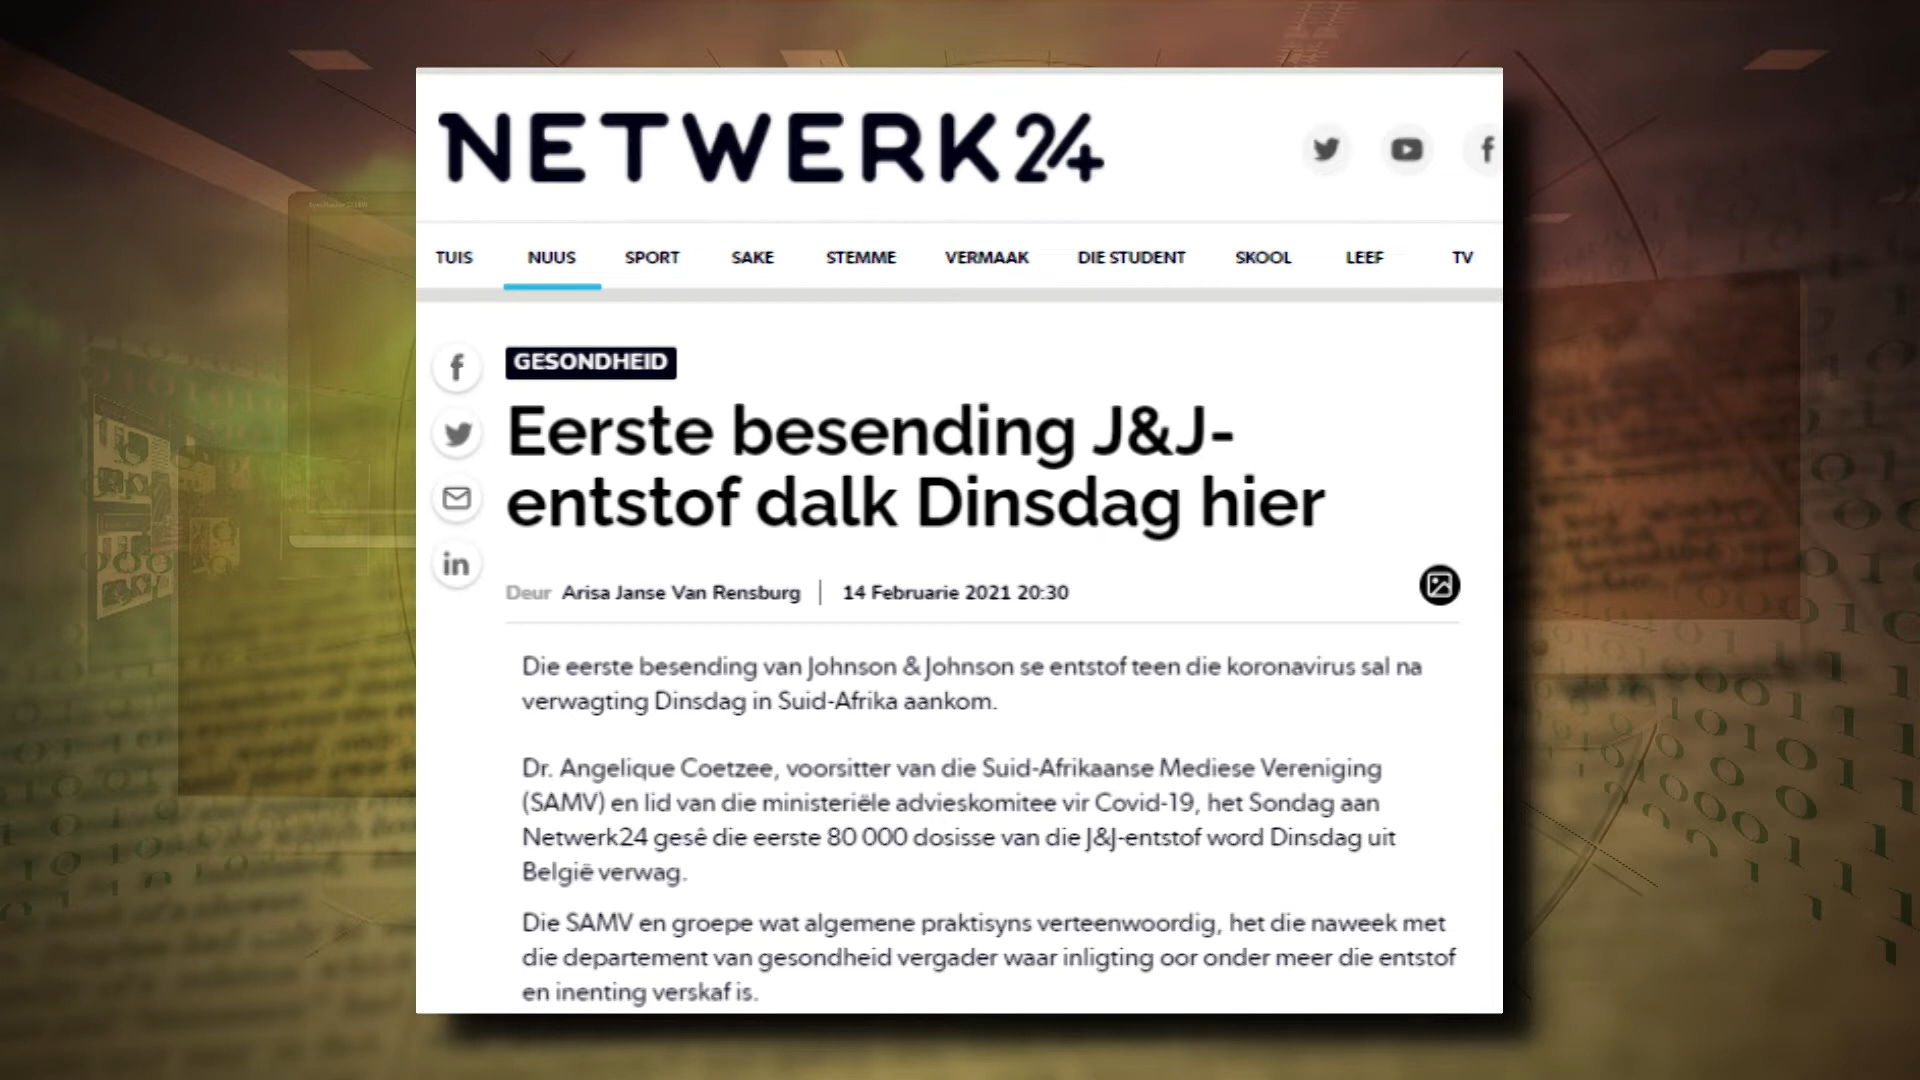 NETWERK24
TUIS NUUS SPORT SAKE STEMME VERMAAK DIE STUDENT SKOOL LEEF TV
GESONDHEID
Eerste besending J&J-
entstof dalk Dinsdag hier
Deur Arisa Janse Van Rensburg | 14 Februarie 2021 20:30
Die eerste besending van Johnson & Johnson se entstof teen die koronavirus sal na
verwagting Dinsdag in Suid-Afrika aankom.
Dr. Angelique Coetzee, voorsitter van die Suid-Afrikaanse Mediese Vereniging
(SAMV) en lid van die ministeriële advieskomitee vir Covid-19, het Sondag aan
Netwerk24 gesê die eerste 80 000 dosisse van die J&J-entstof word Dinsdag uit
België verwag.
Die SAMV en groepe wat algemene praktisyns verteenwoordig, het die naweek met
die departement van gesondheid vergader waar inligting oor onder meer die entstof
en inenting verskaf is.